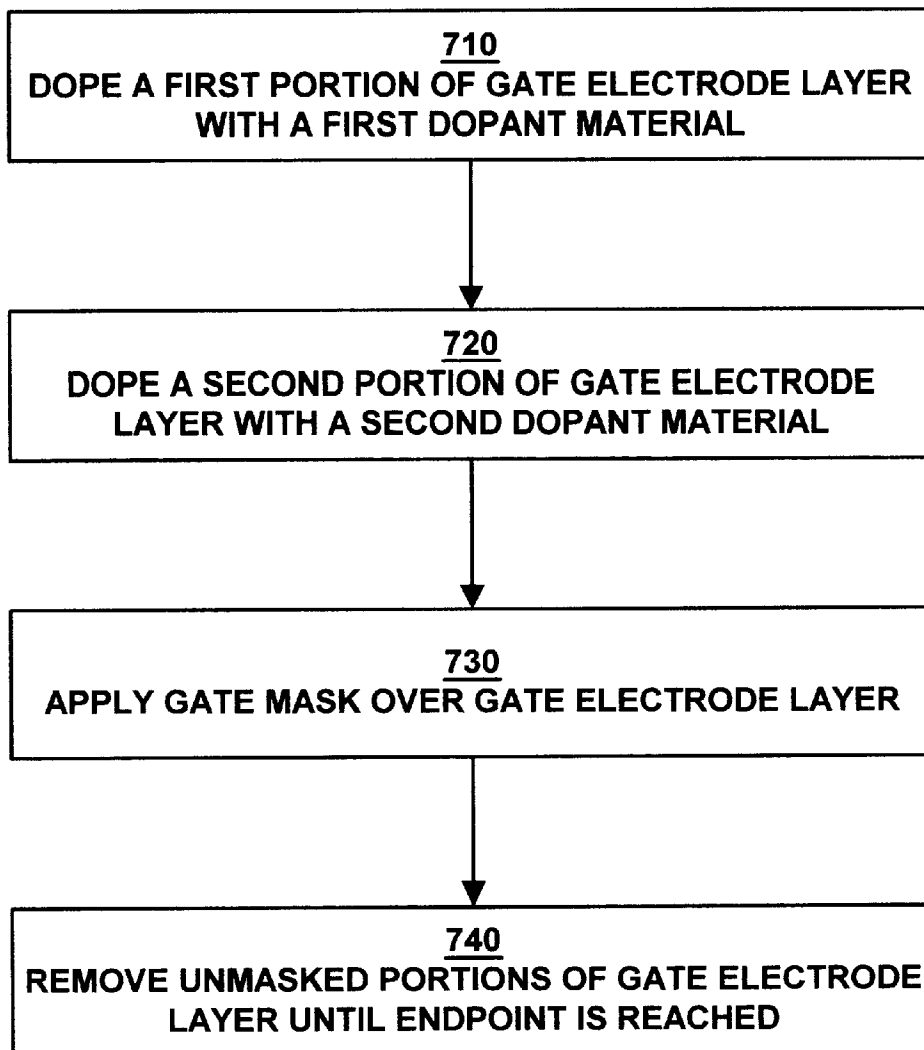 710
DOPE A FIRST PORTION OF GATE ELECTRODE LAYER
WITH A FIRST DOPANT MATERIAL
720
DOPE A SECOND PORTION OF GATE ELECTRODE
LAYER WITH A SECOND DOPANT MATERIAL
730
APPLY GATE MASK OVER GATE ELECTRODE LAYER
740
REMOVE UNMASKED PORTIONS OF GATE ELECTRODE
LAYER UNTIL ENDPOINT IS REACHED